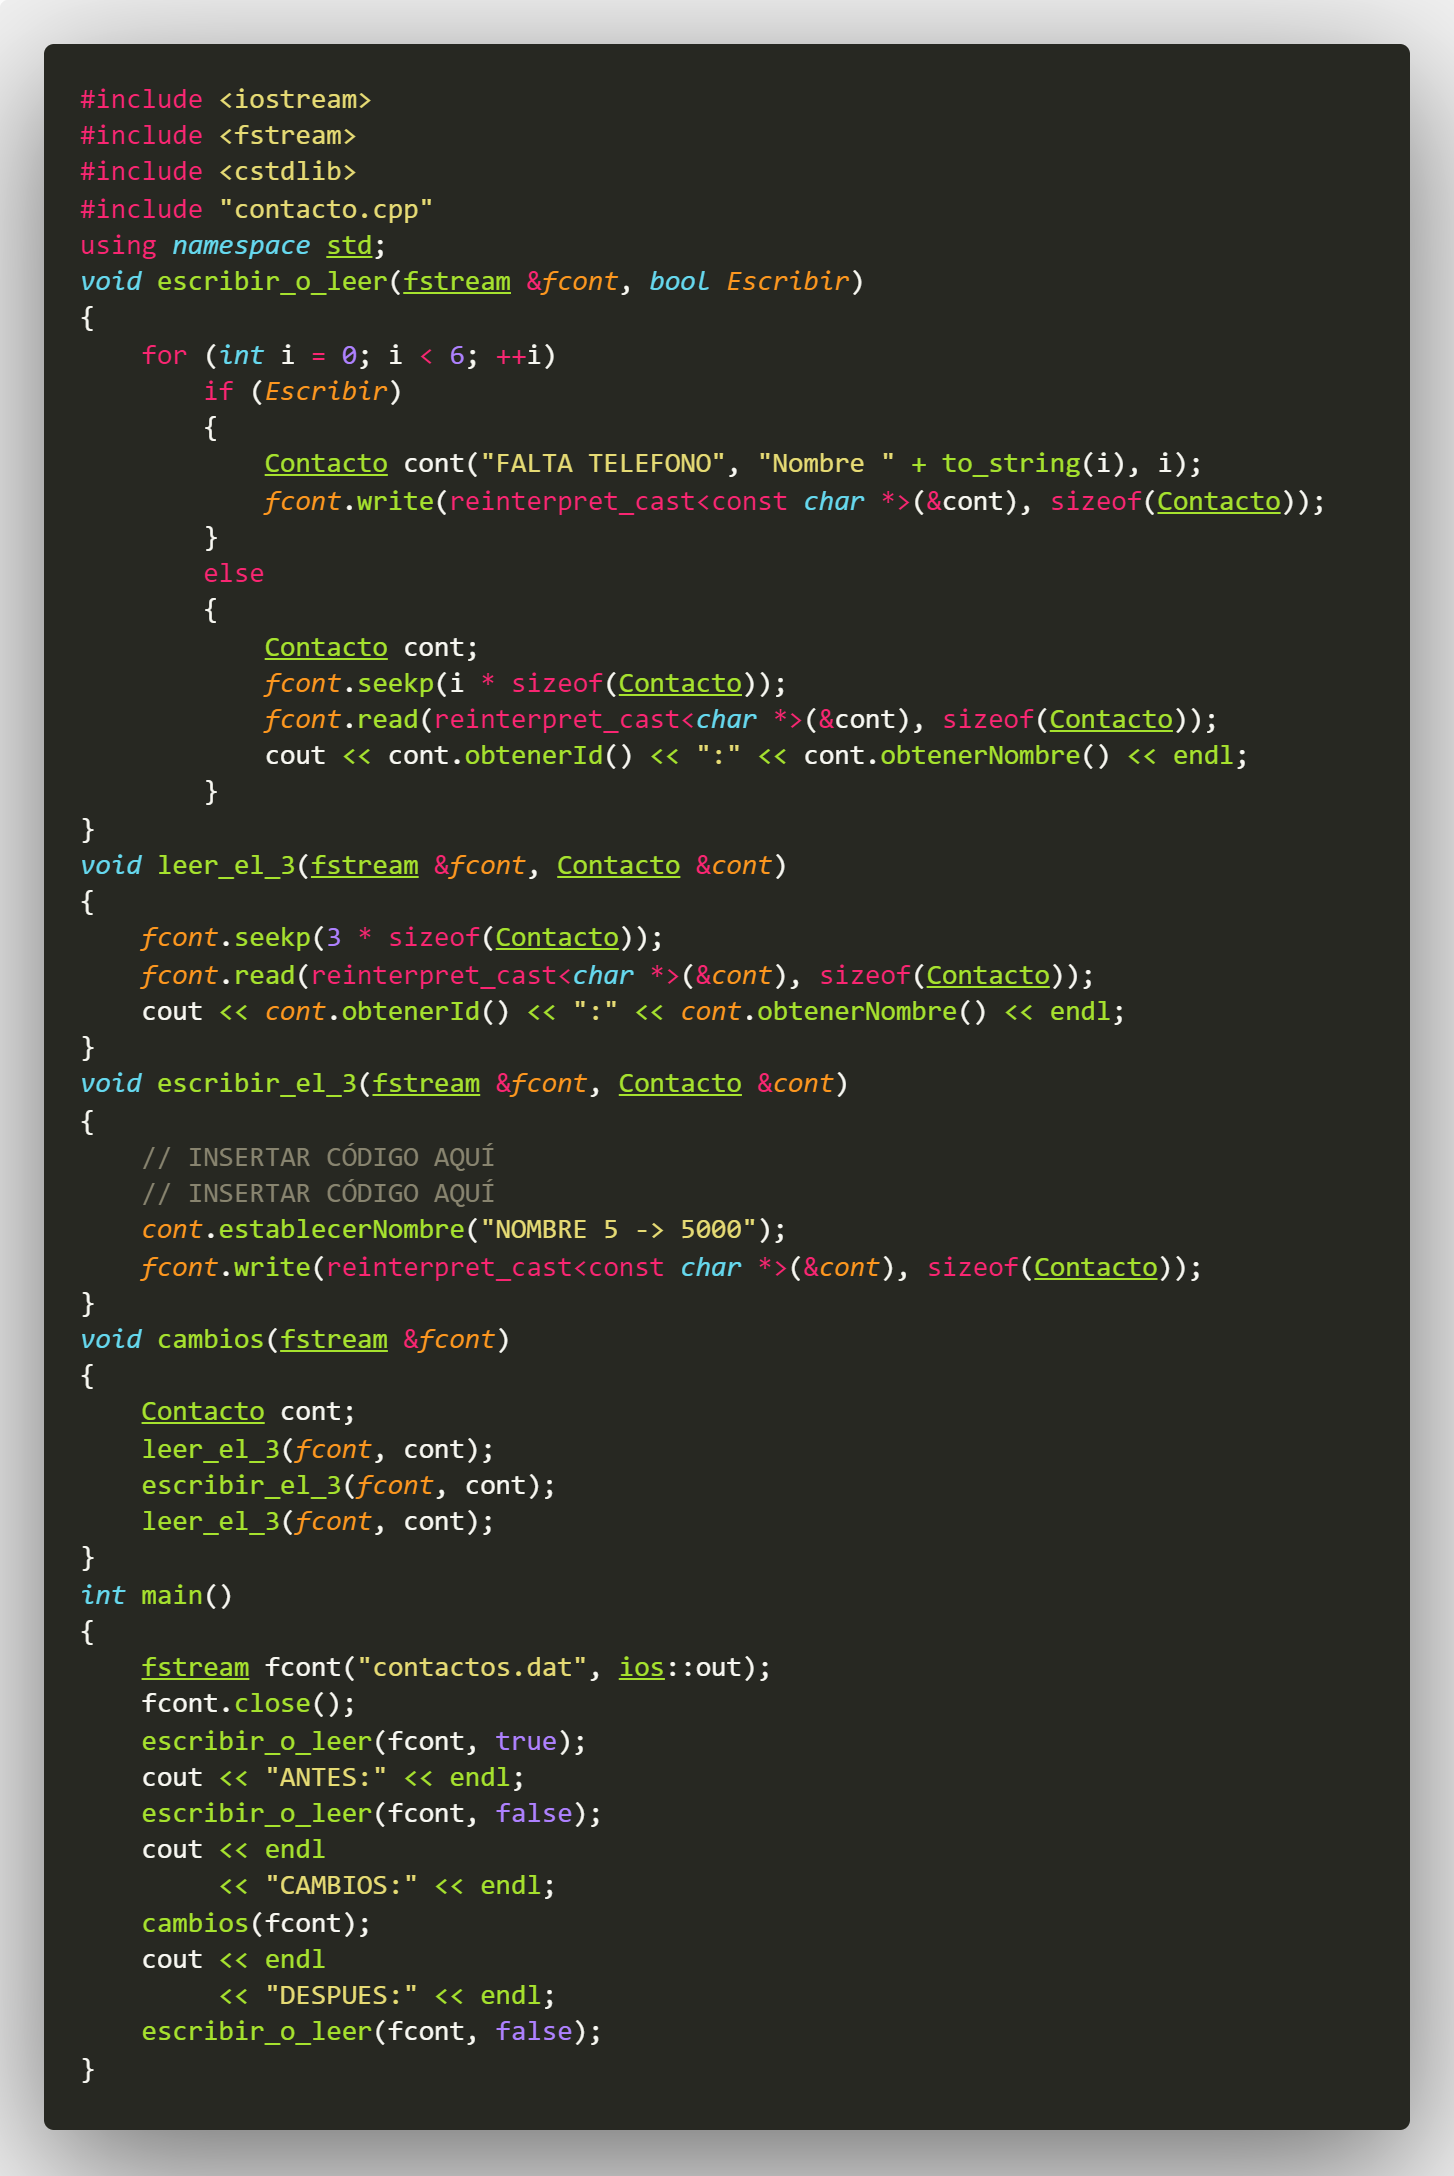 #include <iostream>
#include <fstream>
#include <cstdlib>
#include "contacto.cpp"
using namespace std;
void escribir_o_leer(fstream &fcont, bool Escribir)
{
    for (int i = 0; i < 6; ++i)
        if (Escribir)
        {
            Contacto cont("FALTA TELEFONO", "Nombre " + to_string(i), i);
            fcont.write(reinterpret_cast<const char *>(&cont), sizeof(Contacto));
        }
        else
        {
            Contacto cont;
            fcont.seekp(i * sizeof(Contacto));
            fcont.read(reinterpret_cast<char *>(&cont), sizeof(Contacto));
            cout << cont.obtenerId() << ":" << cont.obtenerNombre() << endl;
        }
}
void leer_el_3(fstream &fcont, Contacto &cont)
{
    fcont.seekp(3 * sizeof(Contacto));
    fcont.read(reinterpret_cast<char *>(&cont), sizeof(Contacto));
    cout << cont.obtenerId() << ":" << cont.obtenerNombre() << endl;
}
void escribir_el_3(fstream &fcont, Contacto &cont)
{
    // INSERTAR CÓDIGO AQUÍ
    // INSERTAR CÓDIGO AQUÍ
    cont.establecerNombre("NOMBRE 5 -> 5000");
    fcont.write(reinterpret_cast<const char *>(&cont), sizeof(Contacto));
}
void cambios(fstream &fcont)
{
    Contacto cont;
    leer_el_3(fcont, cont);
    escribir_el_3(fcont, cont);
    leer_el_3(fcont, cont);
}
int main()
{
    fstream fcont("contactos.dat", ios::out);
    fcont.close();
    escribir_o_leer(fcont, true);
    cout << "ANTES:" << endl;
    escribir_o_leer(fcont, false);
    cout << endl
         << "CAMBIOS:" << endl;
    cambios(fcont);
    cout << endl
         << "DESPUES:" << endl;
    escribir_o_leer(fcont, false);
}